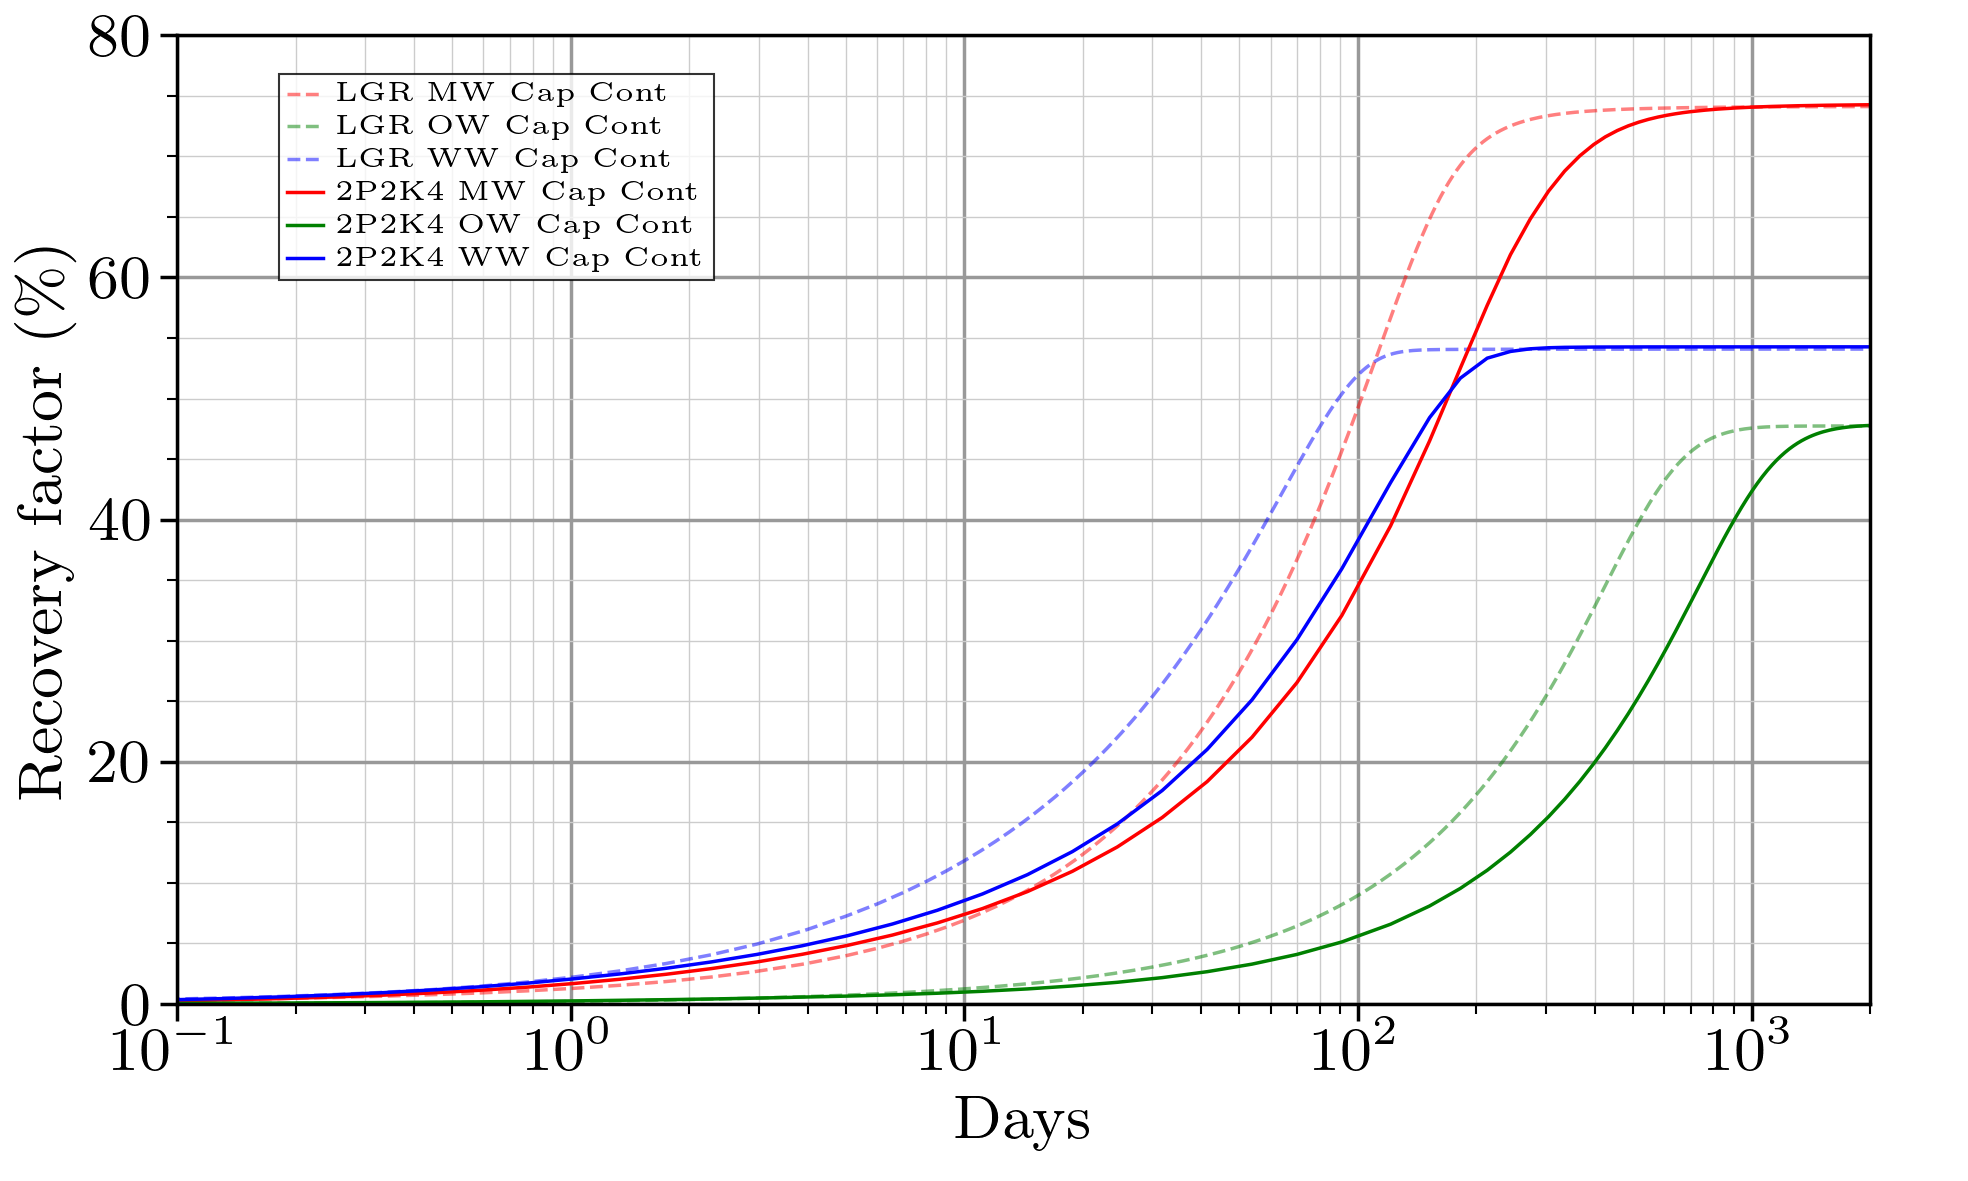 80
60
40
20
0
Recovery factor (%)
LGR MW Cap Cont
LGR OW Cap Cont
LGR WW Cap Cont
2P2K4 MW Cap Cont
2P2K4 OW Cap Cont
2P2K4 WW Cap Cont
10⁻¹ 10⁰ 10¹ 10² 10³
Days